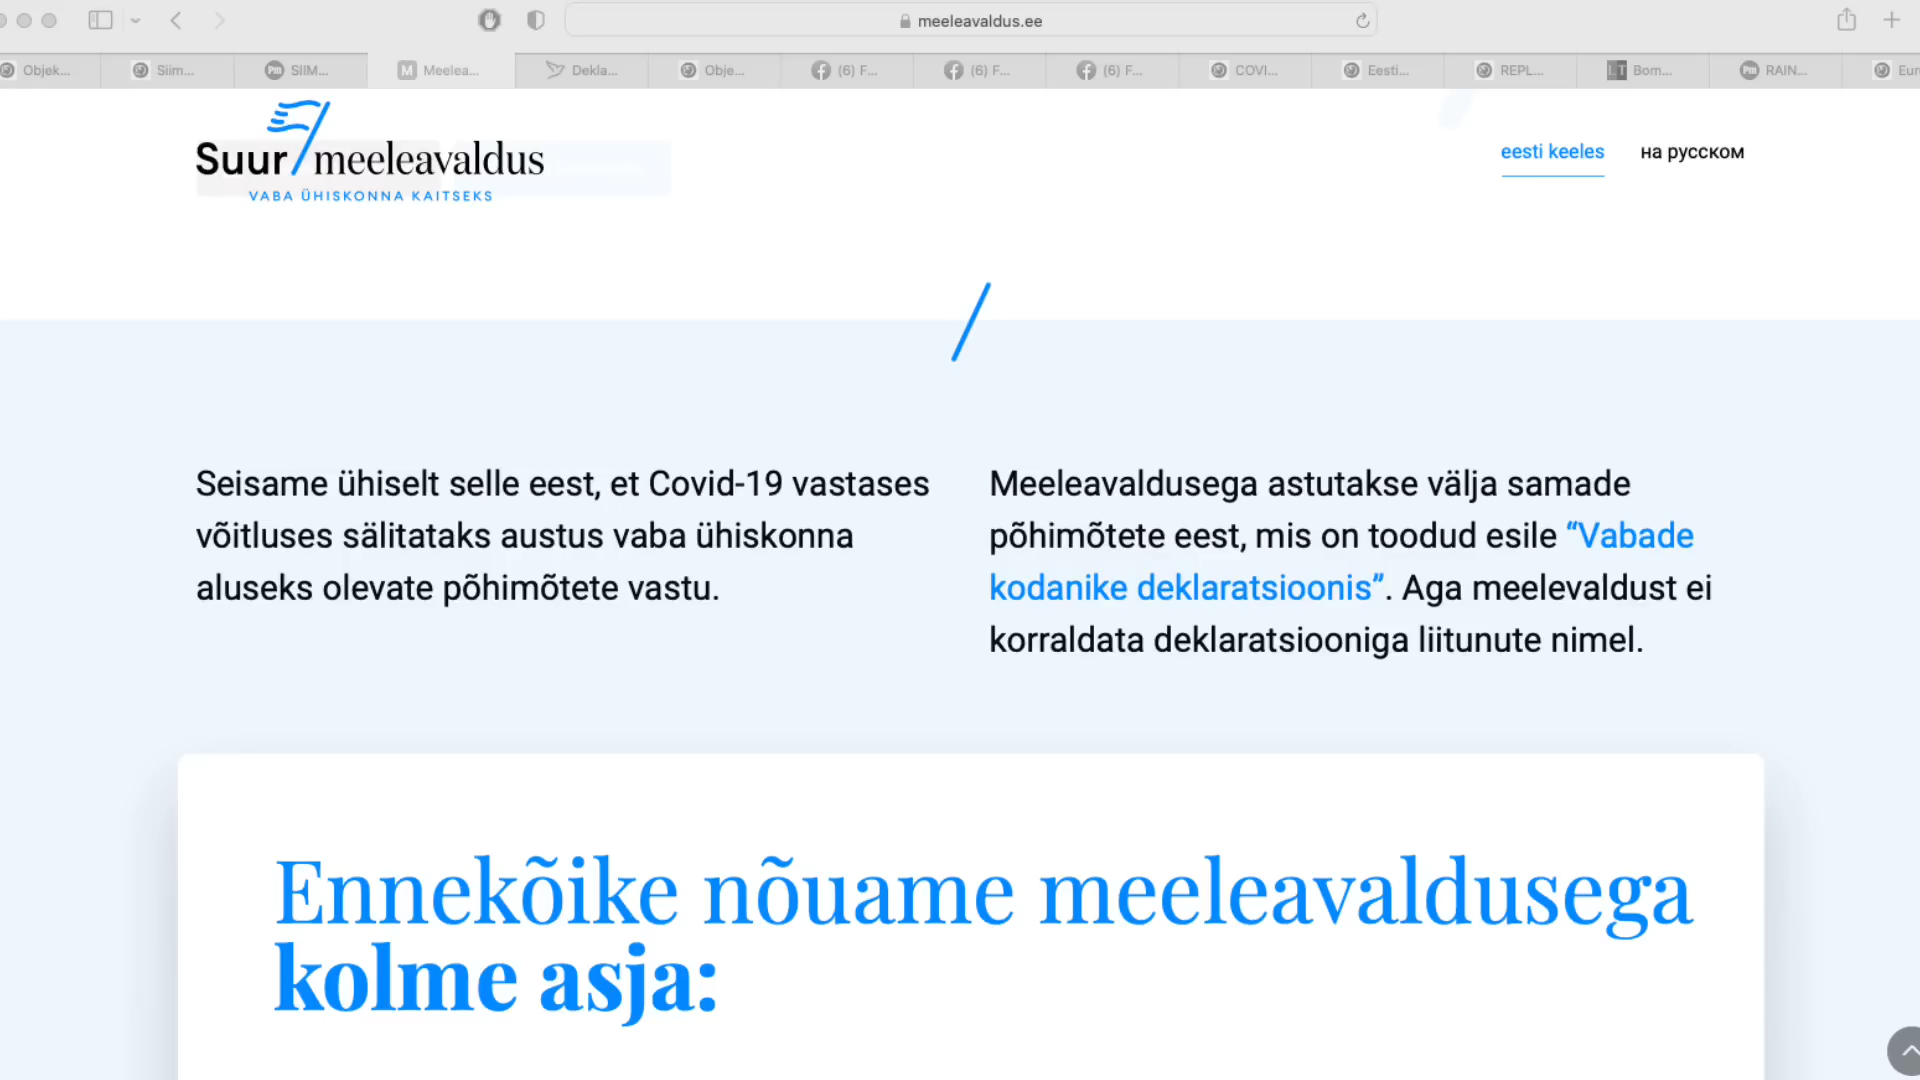 meeleavaldus.ee
Objek...
Siim...
SIIM...
Meelea...
Dekla...
Obje...
(6) F...
(6) F...
(6) F...
COVI...
Eesti...
REPL...
Bom...
RAIN...
Eur
Suur meeleavaldus
VABA ÜHISKONNA KAITSEKS
eesti keeles
на русском
Seisame ühiselt selle eest, et Covid-19 vastases
võitluses sälitataks austus vaba ühiskonna
aluseks olevate põhimõtete vastu.
Meeleavaldusega astutakse välja samade
põhimõtete eest, mis on toodud esile “Vabade
kodanike deklaratsioonis”. Aga meelevaldust ei
korraldata deklaratsiooniga liitunute nimel.
Ennekõike nõuame meeleavaldusega
kolme asja: